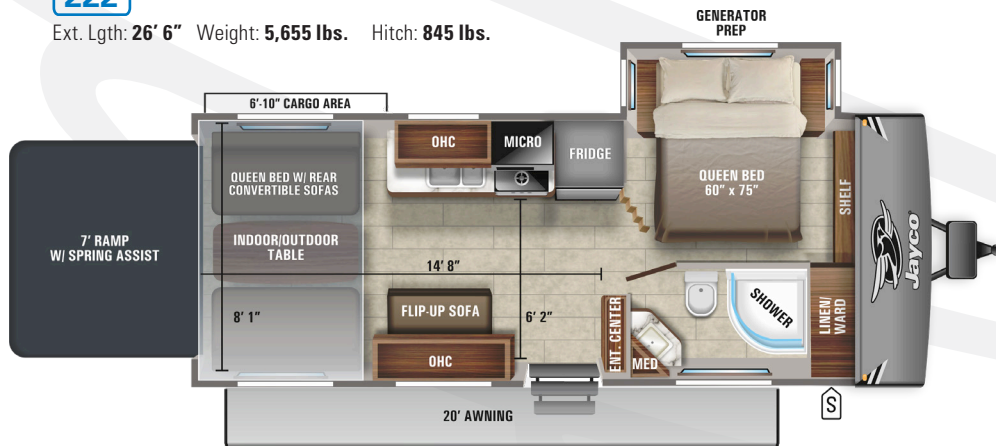 222
Ext. Lgth: 26' 6" Weight: 5,655 lbs. Hitch: 845 lbs.
GENERATOR
PREP
6'-10" CARGO AREA
OHC
MICRO
FRIDGE
QUEEN BED W/ REAR
CONVERTIBLE SOFAS
QUEEN BED
60" x 75"
SHELF
7' RAMP
W/ SPRING ASSIST
INDOOR/OUTDOOR
TABLE
14' 8"
Jayco
8' 1"
FLIP-UP SOFA
6' 2"
ENT. CENTER
SHOWER
LINEN/
WARD
OHC
MED
S
20' AWNING